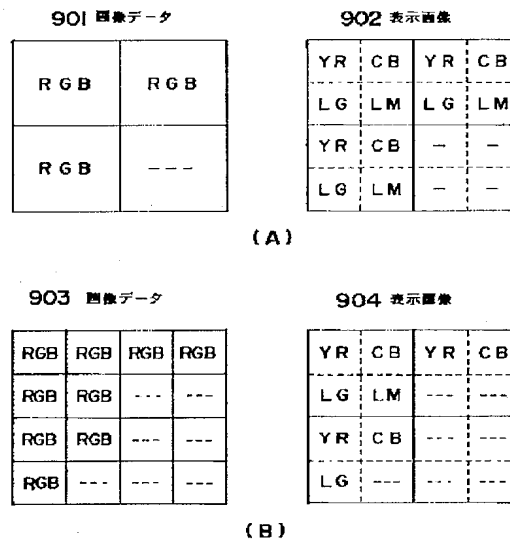 901 画像データ 902 表示画像
RGB RGB YR CB YR CB
LG LM LG LM
RGB --- YR CB - -
LG LM - -
(A)
903 画像データ 904 表示画像
RGB RGB RGB RGB YR CB YR CB
RGB RGB --- --- LG LM --- ---
RGB RGB --- --- YR CB --- ---
RGB --- --- --- LG --- --- ---
(B)